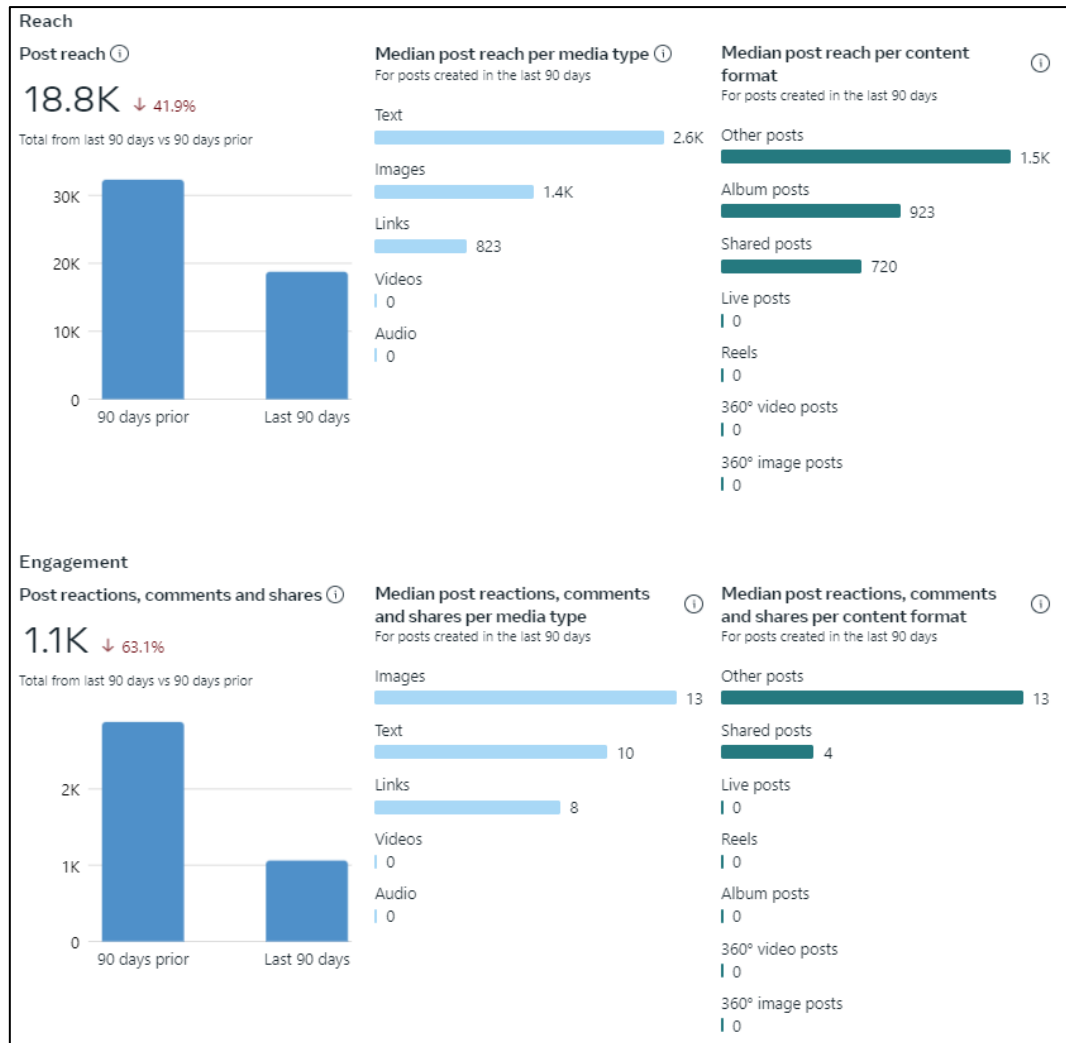 Reach
Post reach
18.8K ↓ 41.9%
Total from last 90 days vs 90 days prior
30K
20K
10K
0
90 days prior Last 90 days
Median post reach per media type
For posts created in the last 90 days
Text
2.6K
Images
1.4K
Links
823
Videos
0
Audio
0
Median post reach per content
format
For posts created in the last 90 days
Other posts
1.5K
Album posts
923
Shared posts
720
Live posts
0
Reels
0
360° video posts
0
360° image posts
0
Engagement
Post reactions, comments and shares
1.1K ↓ 63.1%
Total from last 90 days vs 90 days prior
2K
1K
0
90 days prior Last 90 days
Median post reactions, comments
and shares per media type
For posts created in the last 90 days
Images
13
Text
10
Links
8
Videos
0
Audio
0
Median post reactions, comments
and shares per content format
For posts created in the last 90 days
Other posts
13
Shared posts
4
Live posts
0
Reels
0
Album posts
0
360° video posts
0
360° image posts
0